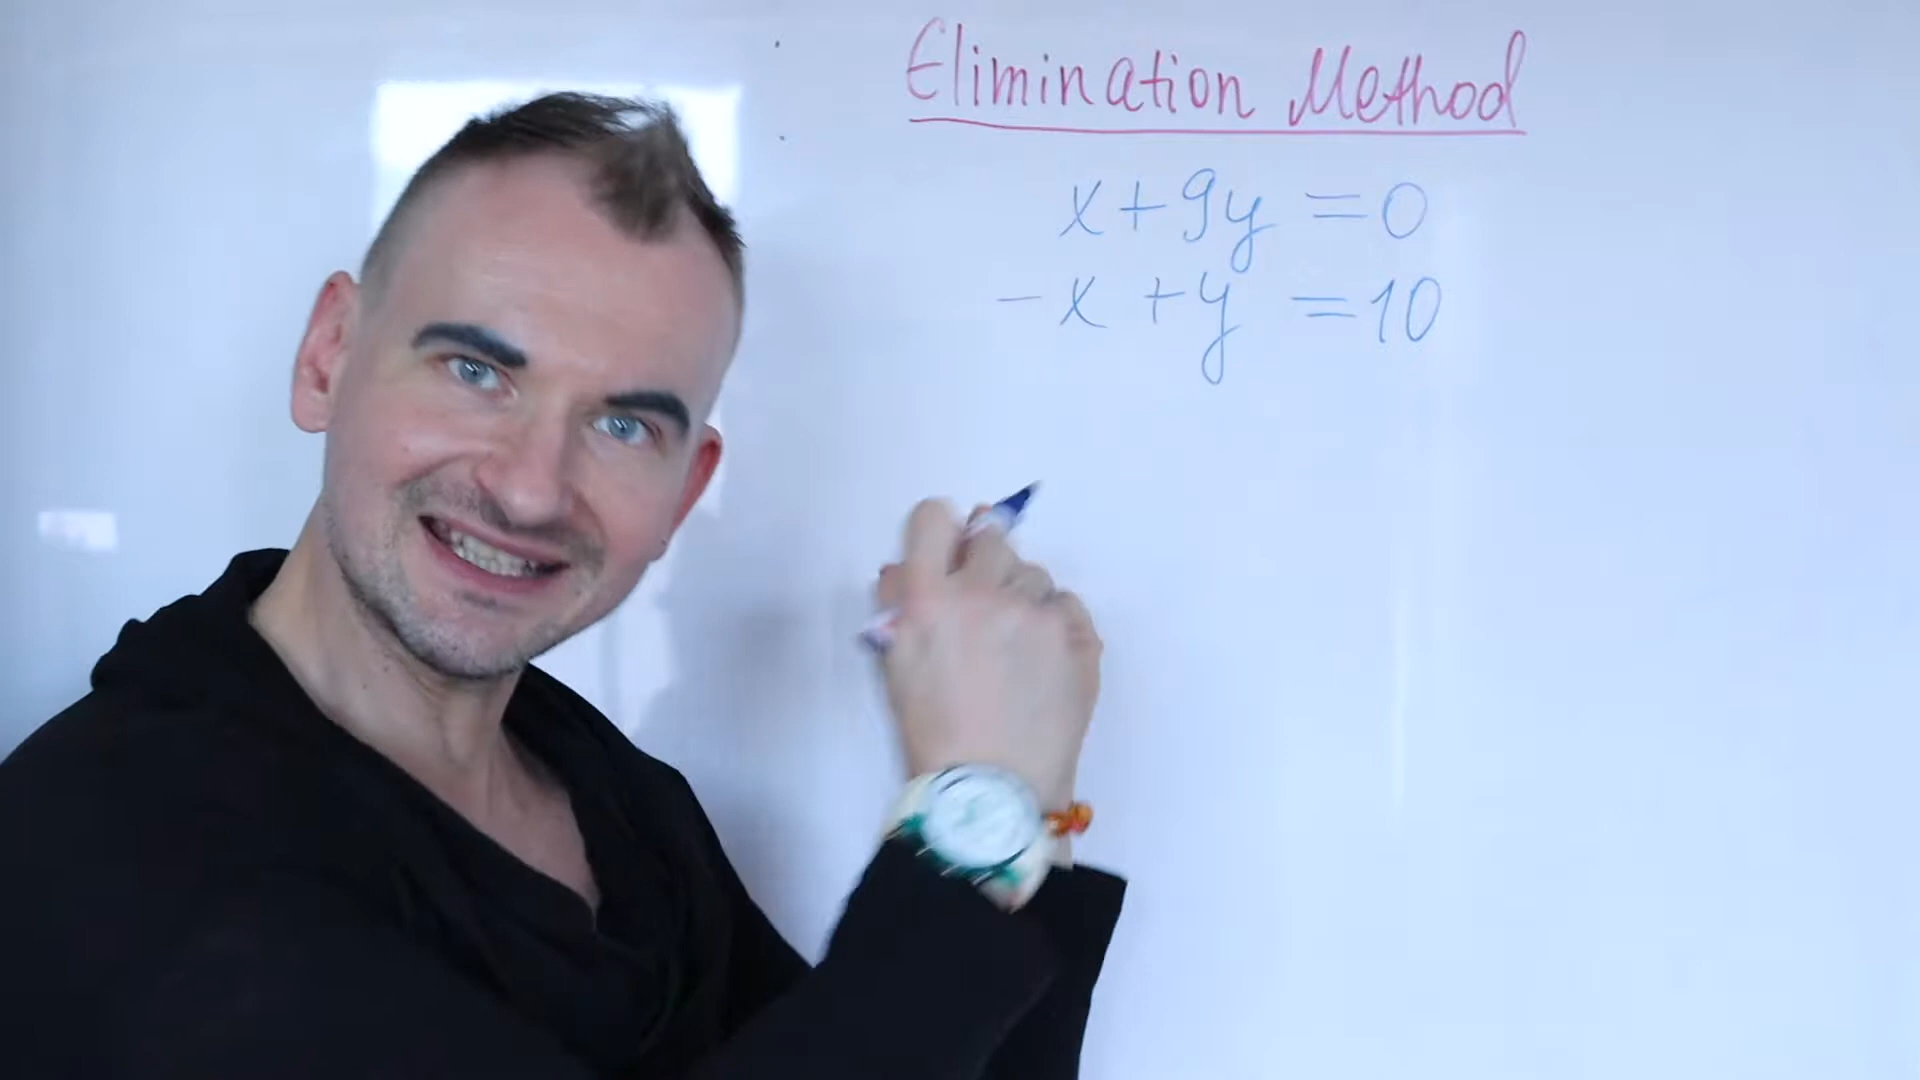 Elimination Method
x + 9y = 0
- x + y = 10